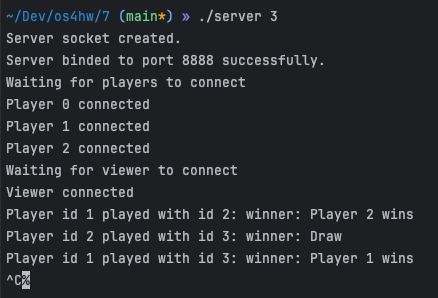 ~/Dev/os4hw/7 (main*) » ./server 3
Server socket created.
Server binded to port 8888 successfully.
Waiting for players to connect
Player 0 connected
Player 1 connected
Player 2 connected
Waiting for viewer to connect
Viewer connected
Player id 1 played with id 2: winner: Player 2 wins
Player id 2 played with id 3: winner: Draw
Player id 1 played with id 3: winner: Player 1 wins
^C%